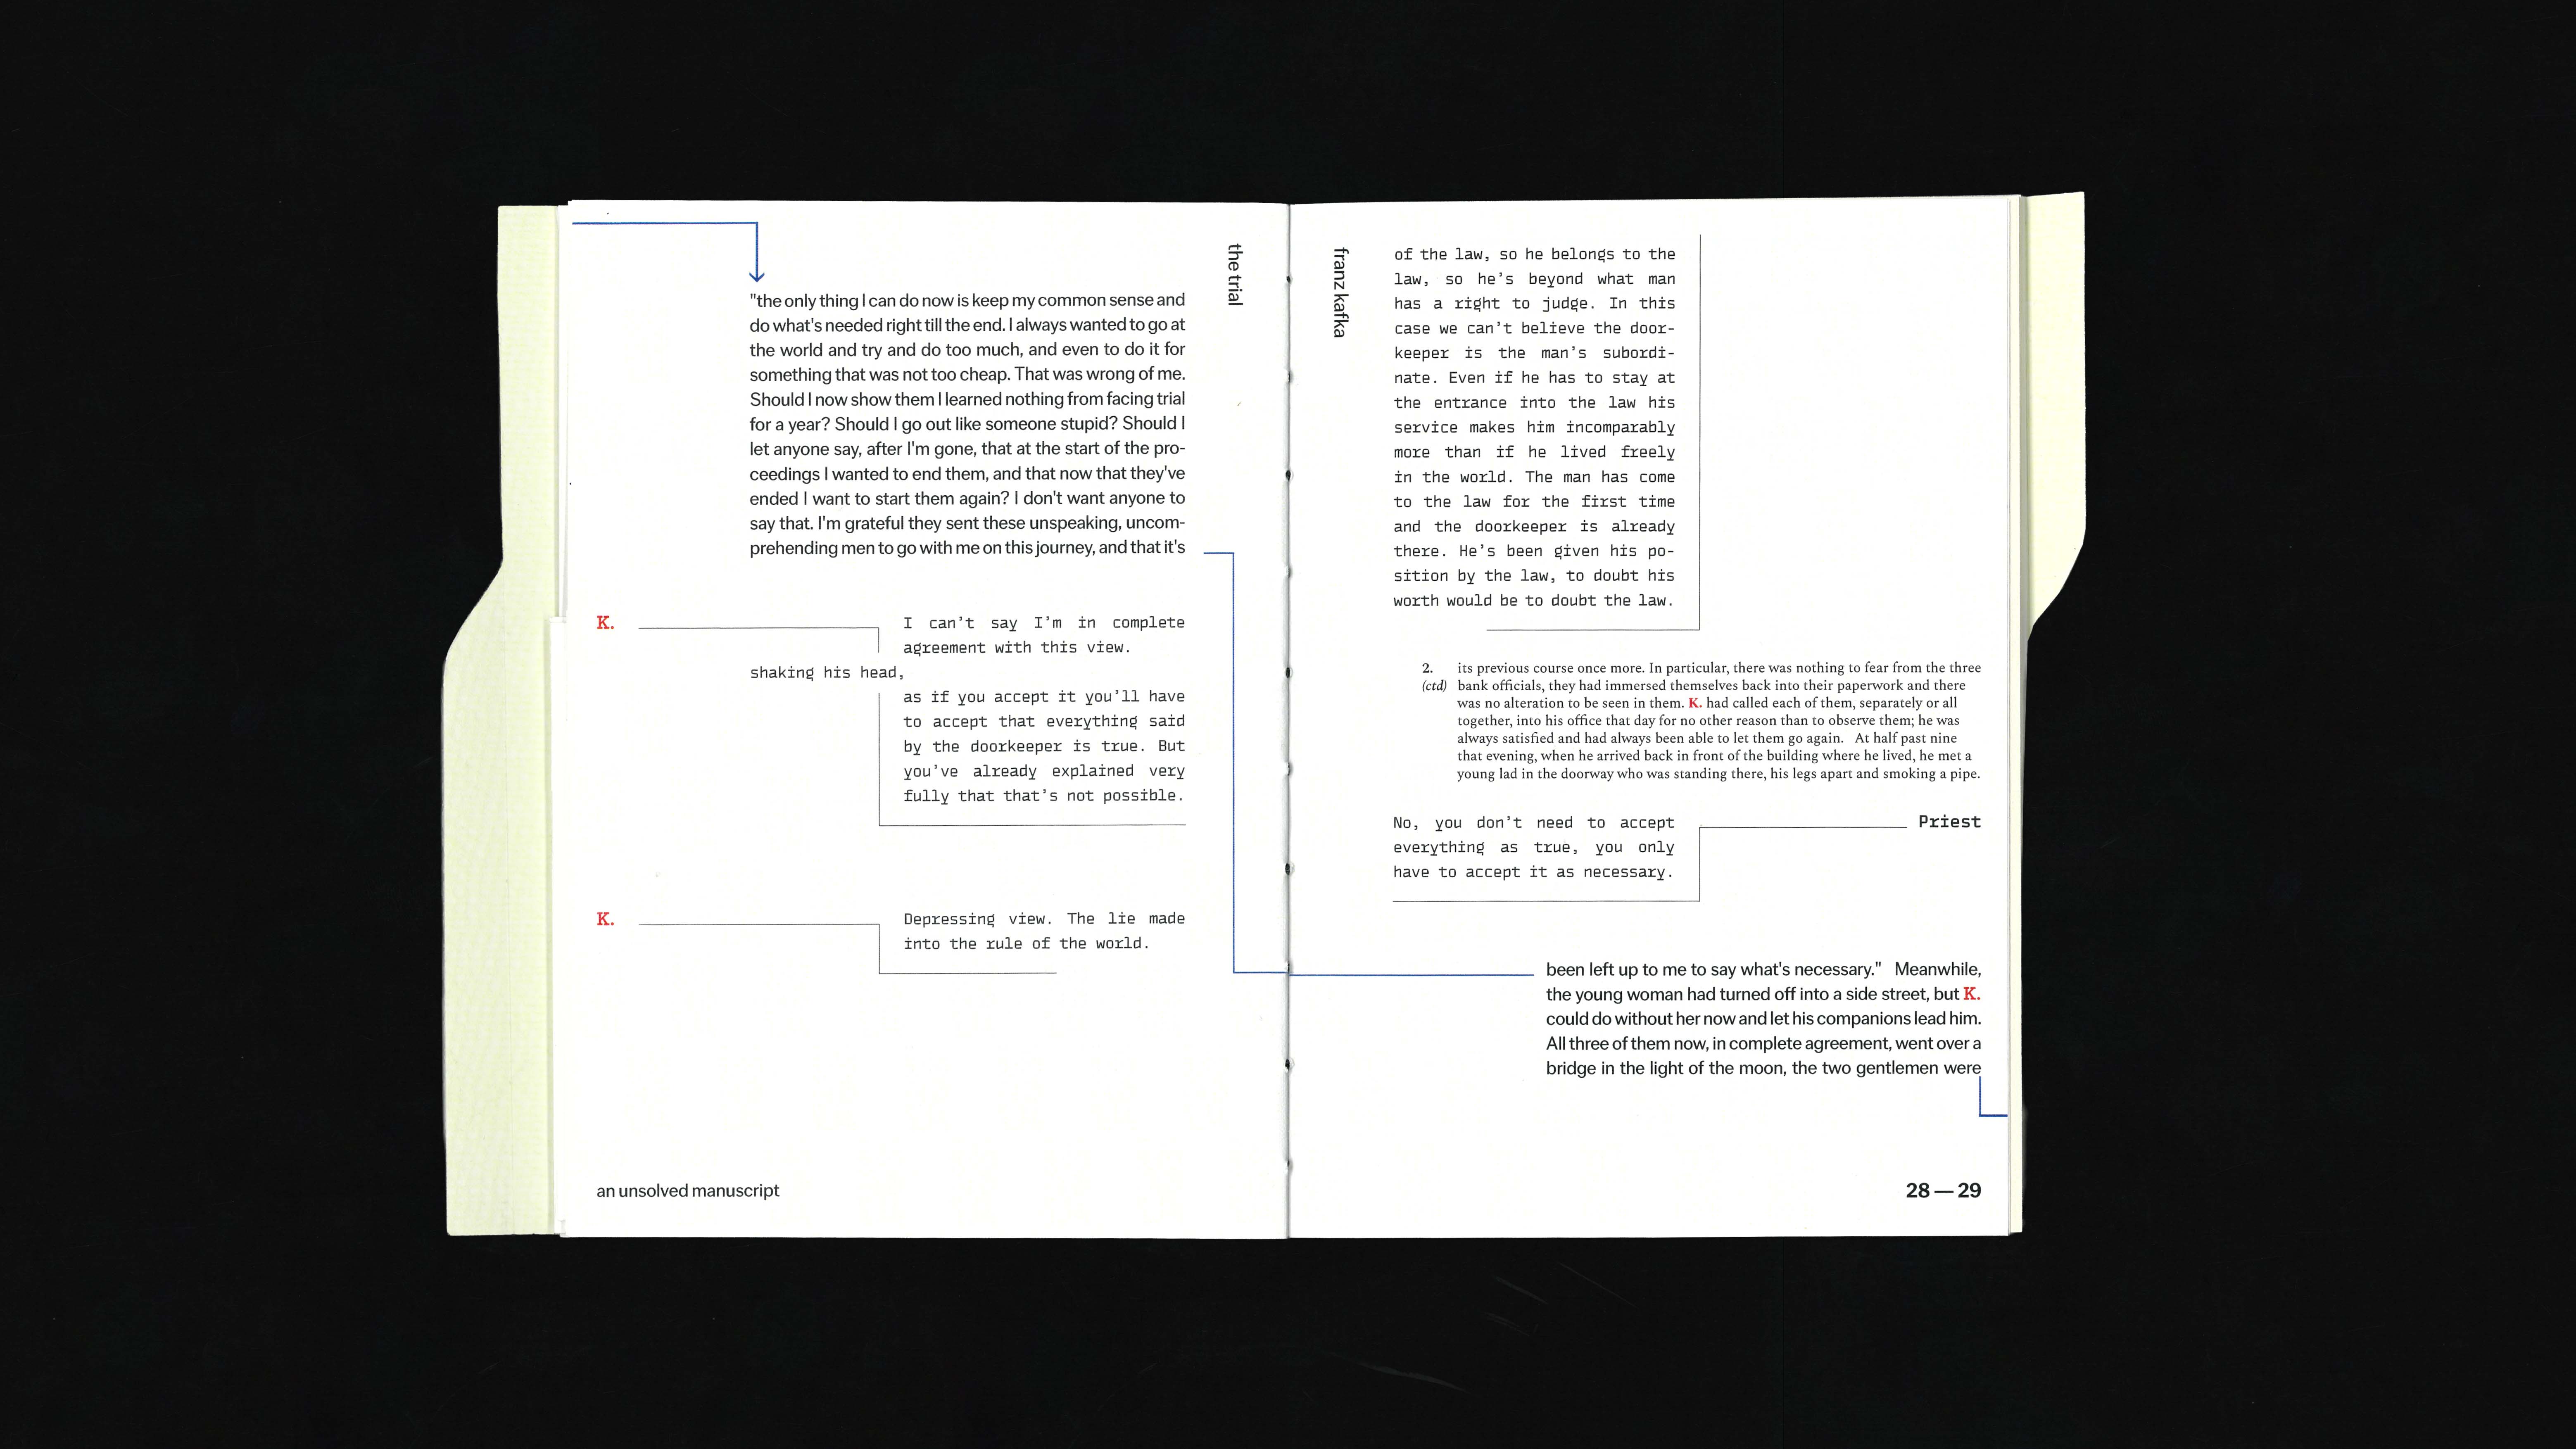 the trial
"the only thing I can do now is keep my common sense and
do what's needed right till the end. I always wanted to go at
the world and try and do too much, and even to do it for
something that was not too cheap. That was wrong of me.
Should I now show them I learned nothing from facing trial
for a year? Should I go out like someone stupid? Should I
let anyone say, after I'm gone, that at the start of the pro-
ceedings I wanted to end them, and that now that they've
ended I want to start them again? I don't want anyone to
say that. I'm grateful they sent these unspeaking, uncom-
prehending men to go with me on this journey, and that it's
K.
I can't say I'm in complete
agreement with this view.
shaking his head,
as if you accept it you'll have
to accept that everything said
by the doorkeeper is true. But
you've already explained very
fully that that's not possible.
K.
Depressing view. The lie made
into the rule of the world.
an unsolved manuscript
franz kafka
of the law, so he belongs to the
law, so he's beyond what man
has a right to judge. In this
case we can't believe the door-
keeper is the man's subordi-
nate. Even if he has to stay at
the entrance into the law his
service makes him incomparably
more than if he lived freely
in the world. The man has come
to the law for the first time
and the doorkeeper is already
there. He's been given his po-
sition by the law, to doubt his
worth would be to doubt the law.
2. its previous course once more. In particular, there was nothing to fear from the three
(ctd) bank officials, they had immersed themselves back into their paperwork and there
was no alteration to be seen in them. K. had called each of them, separately or all
together, into his office that day for no other reason than to observe them; he was
always satisfied and had always been able to let them go again. At half past nine
that evening, when he arrived back in front of the building where he lived, he met a
young lad in the doorway who was standing there, his legs apart and smoking a pipe.
Priest
No, you don't need to accept
everything as true, you only
have to accept it as necessary.
been left up to me to say what's necessary." Meanwhile,
the young woman had turned off into a side street, but K.
could do without her now and let his companions lead him.
All three of them now, in complete agreement, went over a
bridge in the light of the moon, the two gentlemen were
28 — 29